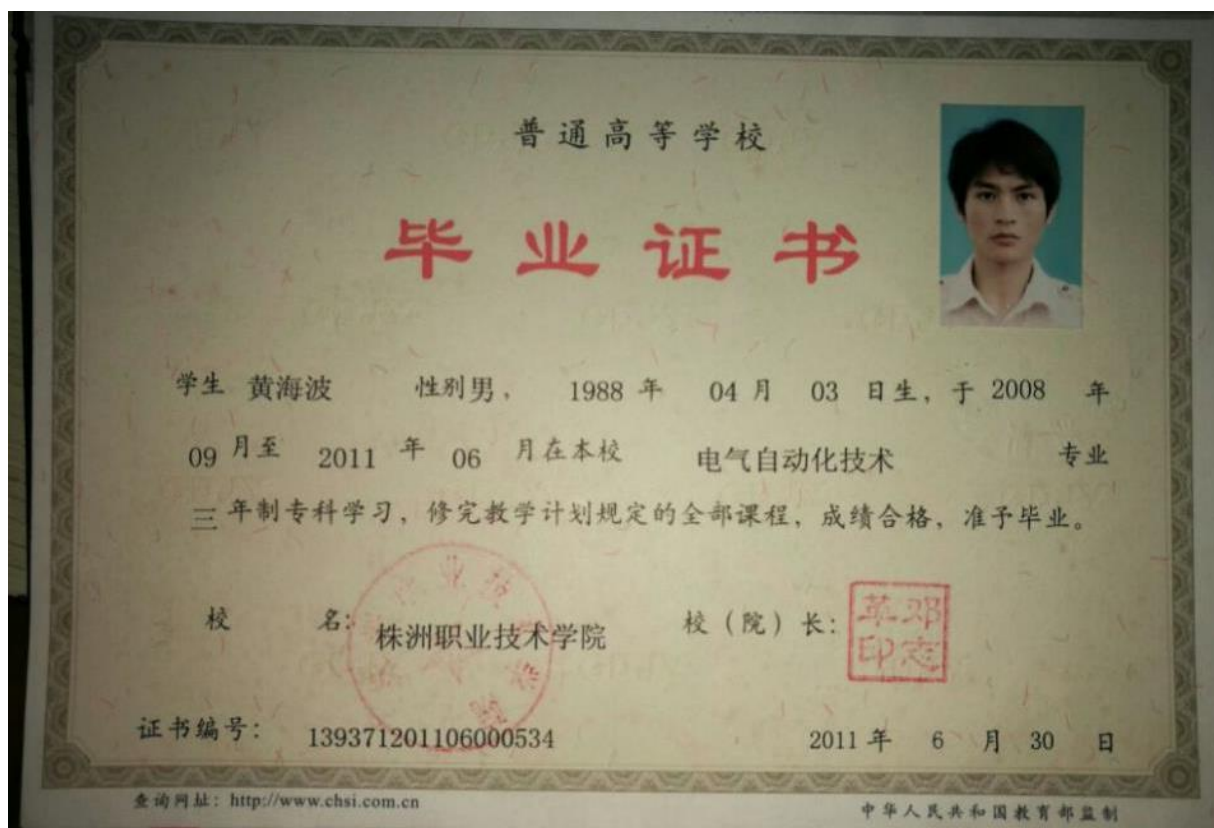 普通高等学校
毕业证书
学生 黄海波 性别男, 1988 年 04 月 03 日生, 于 2008 年
09 月至 2011 年 06 月在本校 电气自动化技术 专业
三 年制专科学习, 修完教学计划规定的全部课程, 成绩合格, 准予毕业。
校 名: 株洲职业技术学院 校(院)长: 邓志革印
证书编号: 139371201106000534 2011 年 6 月 30 日
查询网址: http://www.chsi.com.cn 中华人民共和国教育部监制